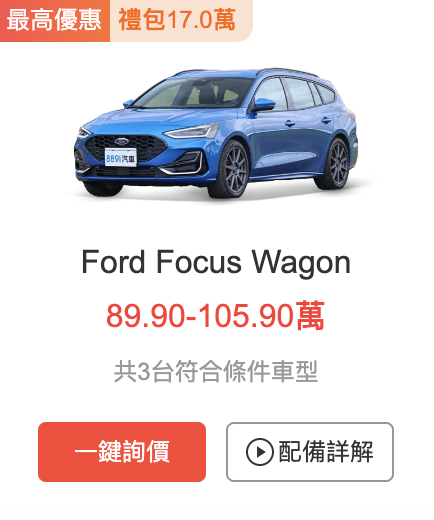 最高優惠 禮包17.0萬
Ford
8891汽車
Ford Focus Wagon
89.90-105.90萬
共3台符合條件車型
一鍵詢價 配備詳解